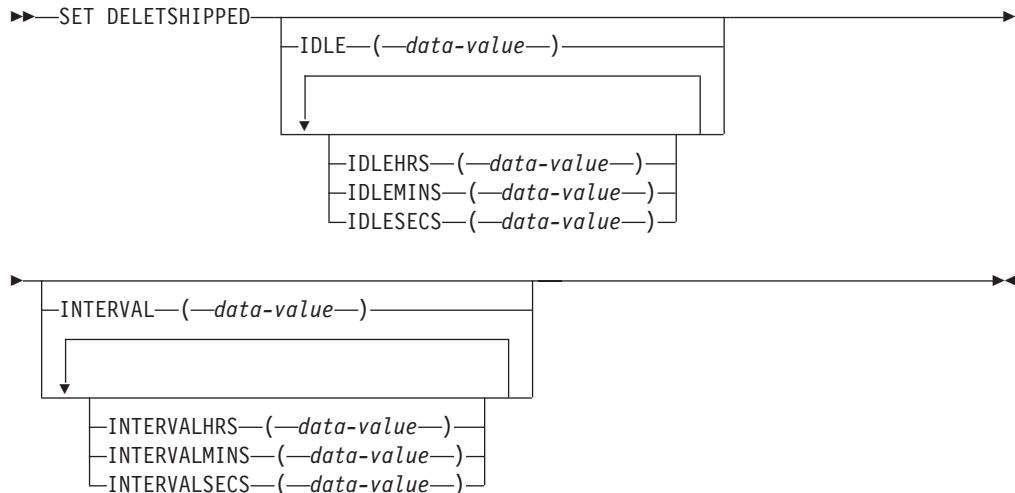 SET DELETSHIPPED
IDLE ( data-value )
IDLEHRS ( data-value )
IDLEMINS ( data-value )
IDLESECS ( data-value )
INTERVAL ( data-value )
INTERVALHRS ( data-value )
INTERVALMINS ( data-value )
INTERVALSECS ( data-value )